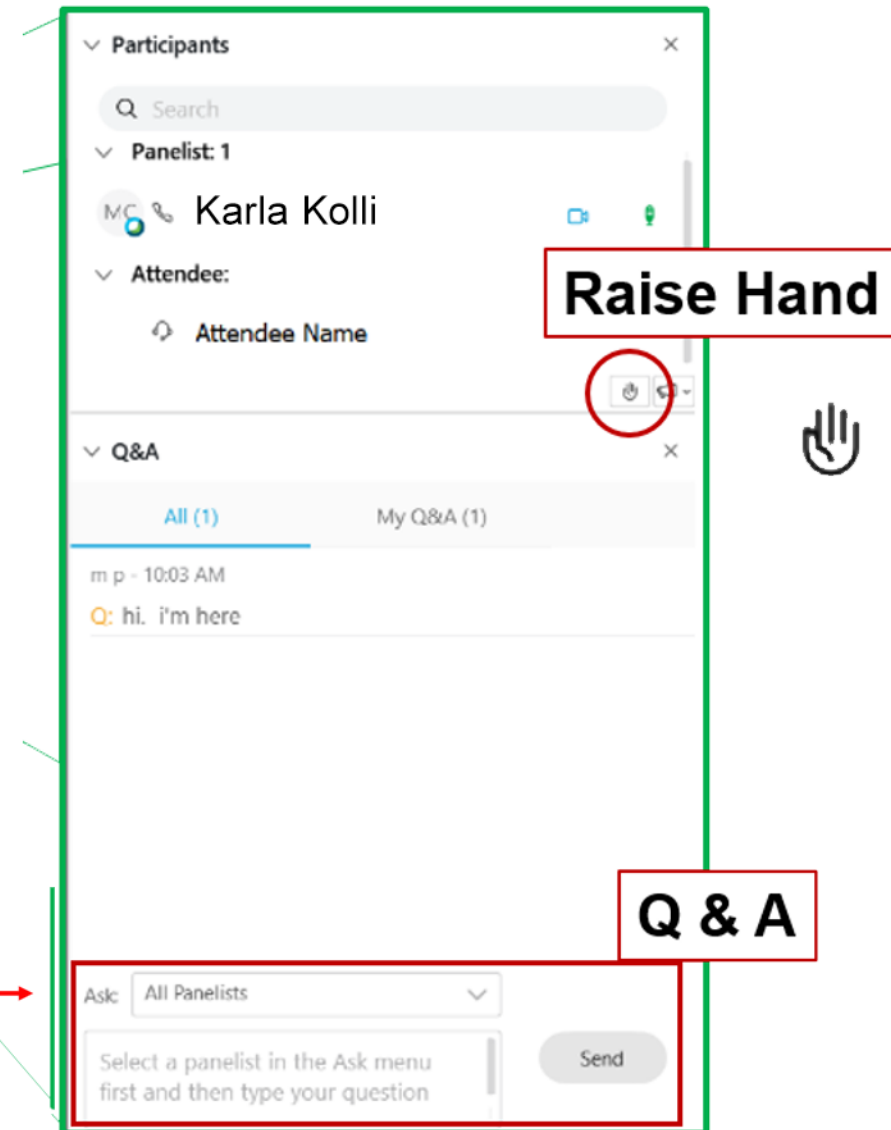 Participants
Search
Panelist: 1
MC Karla Kolli
Attendee:
Raise Hand
Attendee Name
Q&A
All (1) My Q&A (1)
m p - 10:03 AM
Q: hi. i'm here
Q & A
Ask: All Panelists
Select a panelist in the Ask menu
first and then type your question
Send